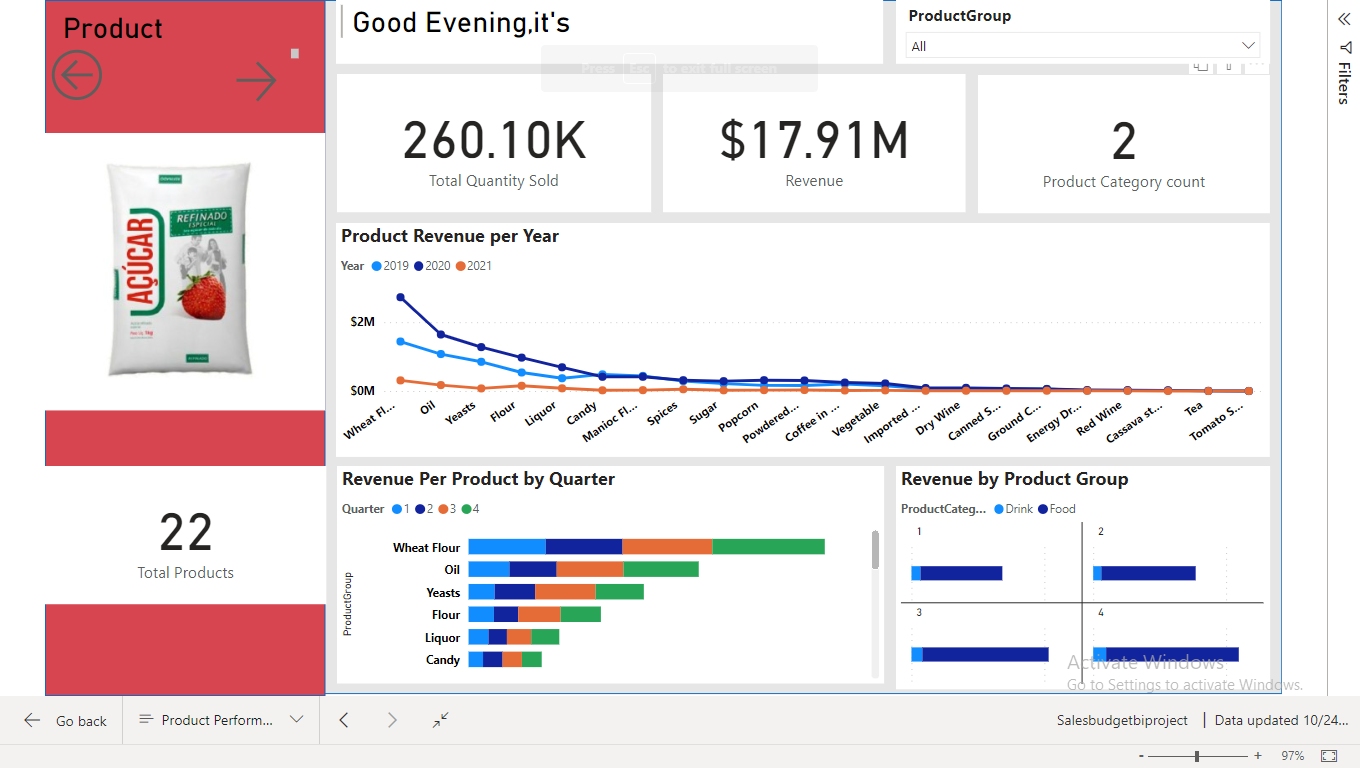 Product
Good Evening,it's
ProductGroup
All
Press Esc to exit full screen
Filters
260.10K
Total Quantity Sold
$17.91M
Revenue
2
Product Category count
REFINADO
ESPECIAL
AÇÚCAR
22
Total Products
Product Revenue per Year
Year 2019 2020 2021
$2M
$0M
Wheat Fl...
Oil
Yeasts
Flour
Liquor
Candy
Manioc Fl...
Spices
Sugar
Popcorn
Powdered...
Coffee in ...
Vegetable
Imported ...
Dry Wine
Canned S...
Ground C...
Energy Dr...
Red Wine
Cassava st...
Tea
Tomato S...
Revenue Per Product by Quarter
Quarter 1 2 3 4
ProductGroup
Wheat Flour
Oil
Yeasts
Flour
Liquor
Candy
Revenue by Product Group
ProductCateg... Drink Food
1
2
3
4
Activate Windows
Go to Settings to activate Windows.
Go back
Product Perform...
Salesbudgetbiproject | Data updated 10/24...
- + 97%